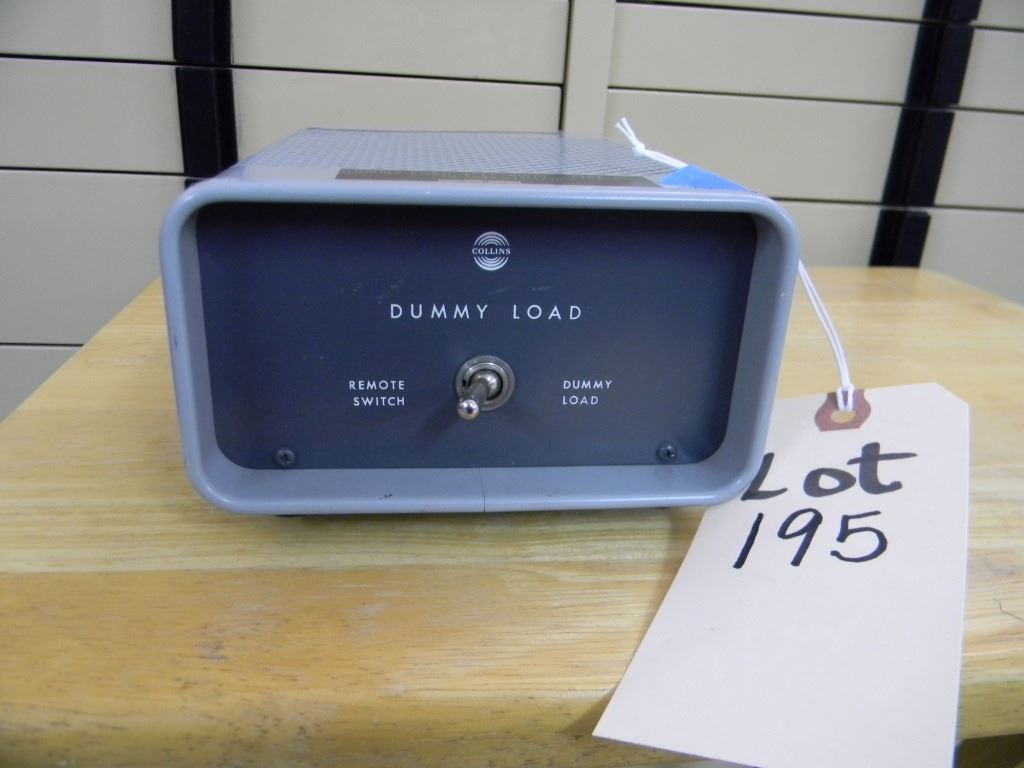 COLLINS
DUMMY LOAD
REMOTE
SWITCH
DUMMY
LOAD
Lot
195